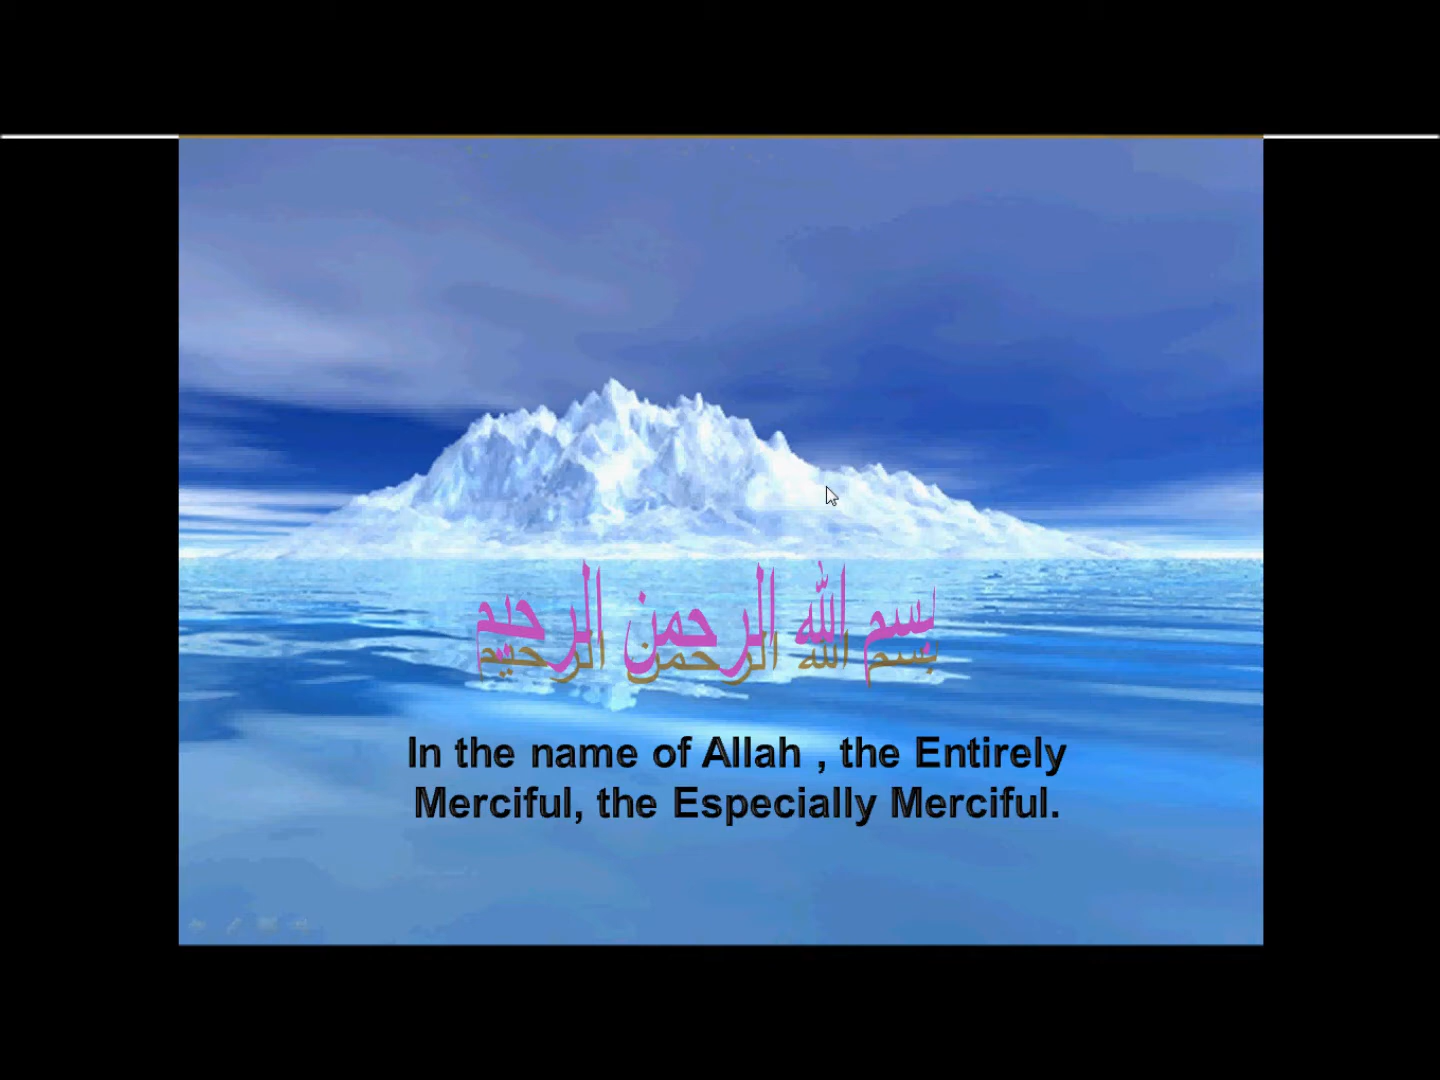 بسم الله الرحمن الرحيم
In the name of Allah , the Entirely
Merciful, the Especially Merciful.